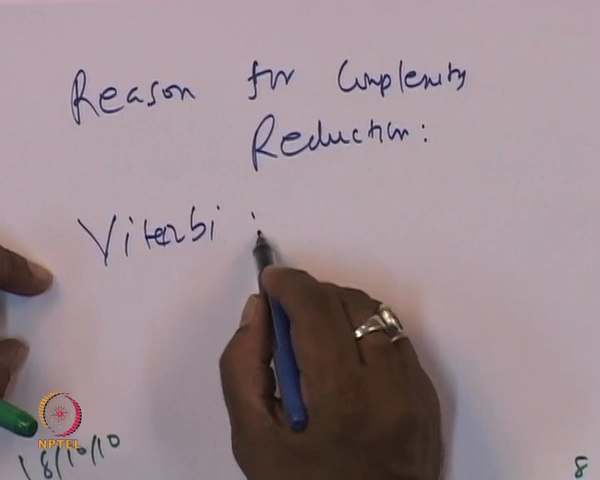 Reason for Complexity
Reduction:
Viterbi :
NPTEL
18/10/10
8